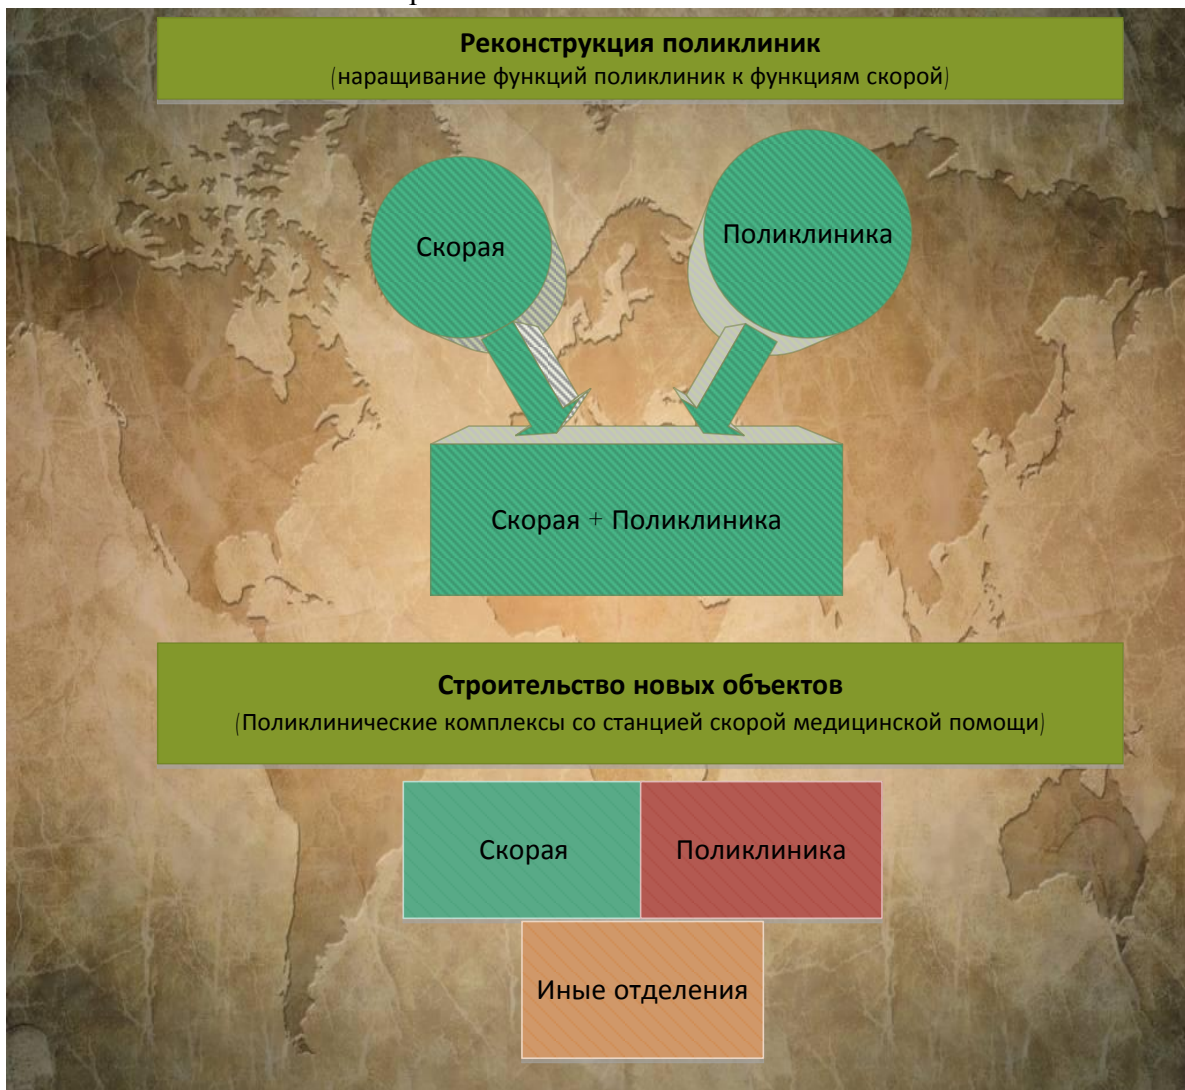 Реконструкция поликлиник
(наращивание функций поликлиник к функциям скорой)
Скорая
Поликлиника
Скорая + Поликлиника
Строительство новых объектов
(Поликлинические комплексы со станцией скорой медицинской помощи)
Скорая
Поликлиника
Иные отделения